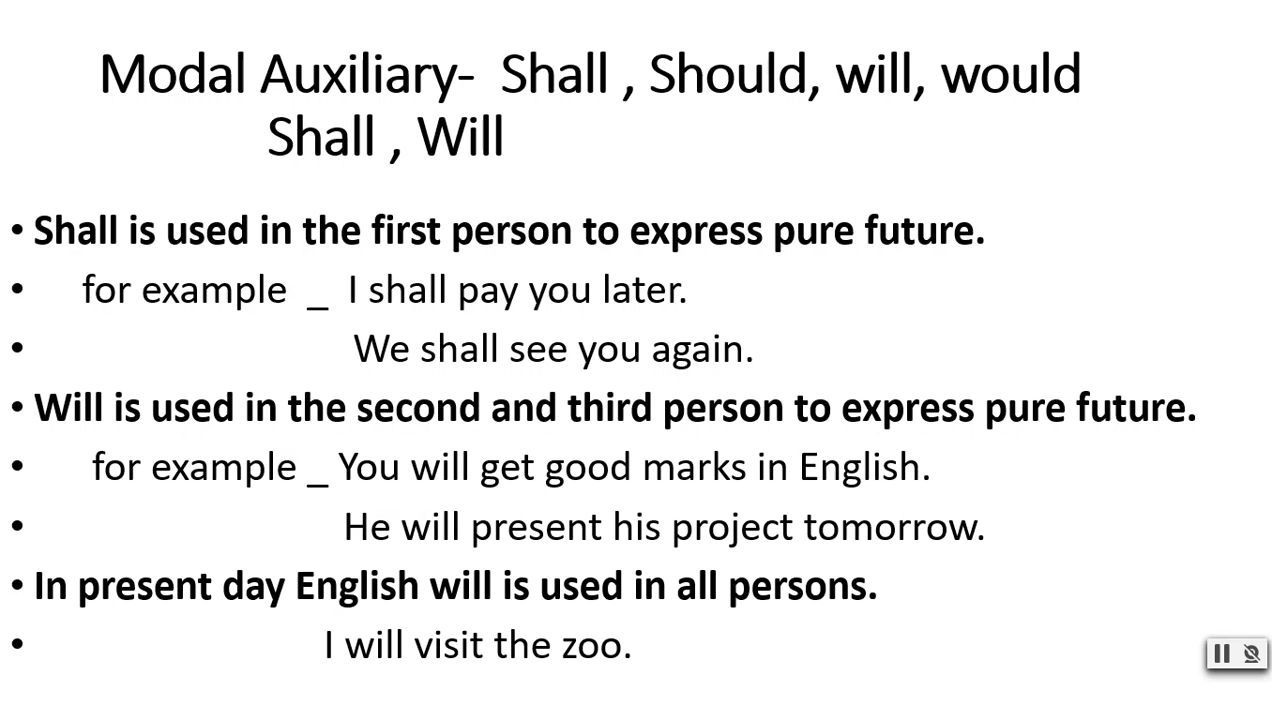 Modal Auxiliary- Shall , Should, will, would
Shall , Will
• Shall is used in the first person to express pure future.
• for example _ I shall pay you later.
• We shall see you again.
• Will is used in the second and third person to express pure future.
• for example _ You will get good marks in English.
• He will present his project tomorrow.
• In present day English will is used in all persons.
• I will visit the zoo.